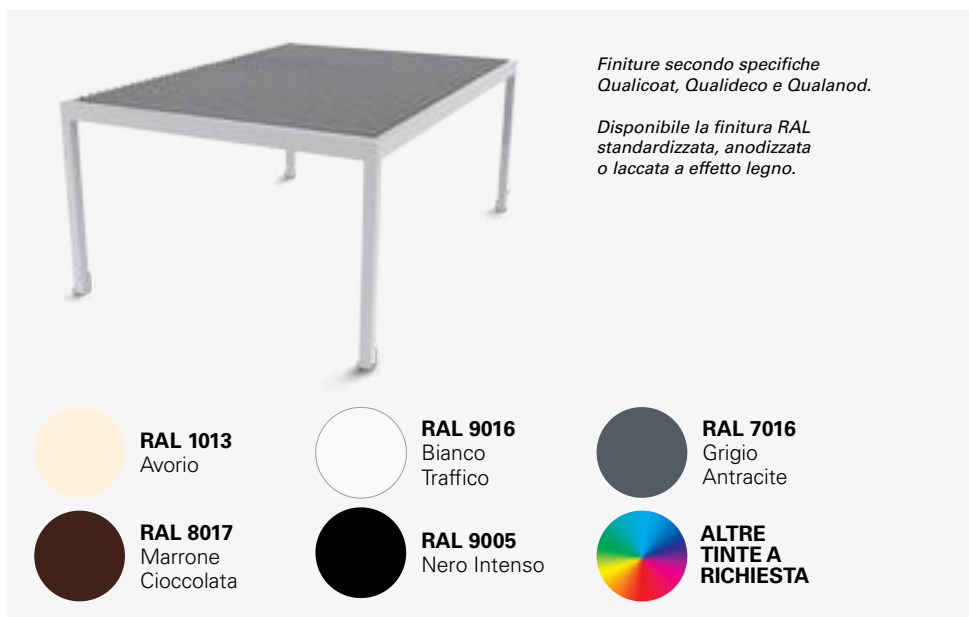 Finiture secondo specifiche
Qualicoat, Qualideco e Qualanod.
Disponibile la finitura RAL
standardizzata, anodizzata
o laccata a effetto legno.
RAL 1013
Avorio
RAL 9016
Bianco
Traffico
RAL 7016
Grigio
Antracite
RAL 8017
Marrone
Cioccolata
RAL 9005
Nero Intenso
ALTRE
TINTE A
RICHIESTA